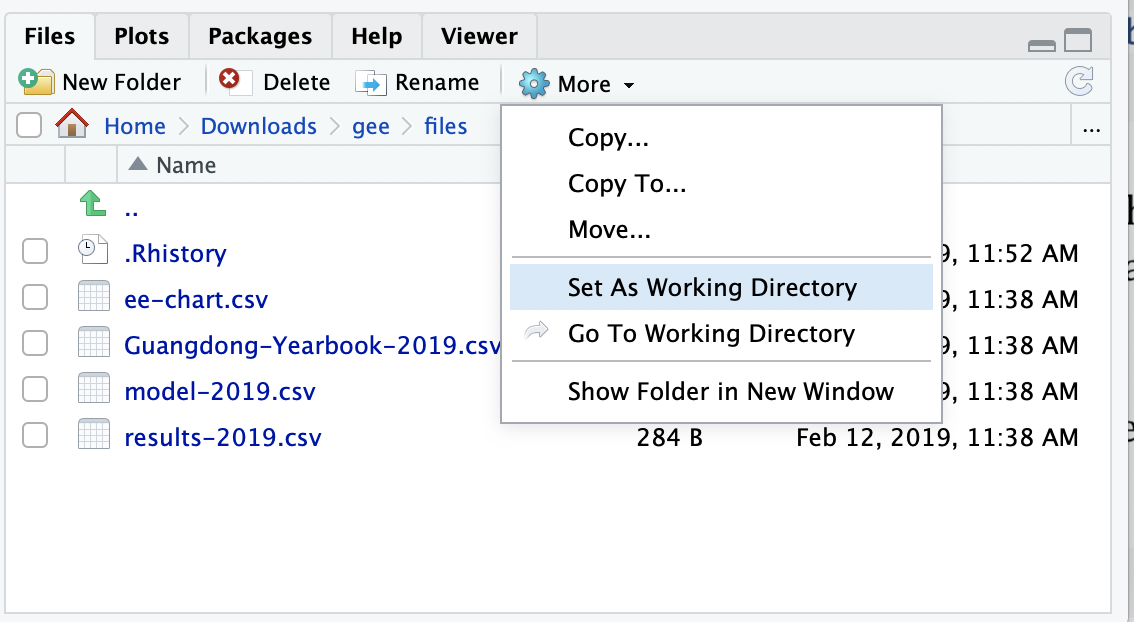 Files Plots Packages Help Viewer
New Folder Delete Rename More
Home Downloads gee files ...
Name
Copy...
Copy To...
Move...
Set As Working Directory
Go To Working Directory
Show Folder in New Window
..
.Rhistory 9, 11:52 AM
ee-chart.csv 9, 11:38 AM
Guangdong-Yearbook-2019.csv 9, 11:38 AM
model-2019.csv 9, 11:38 AM
results-2019.csv 284 B Feb 12, 2019, 11:38 AM